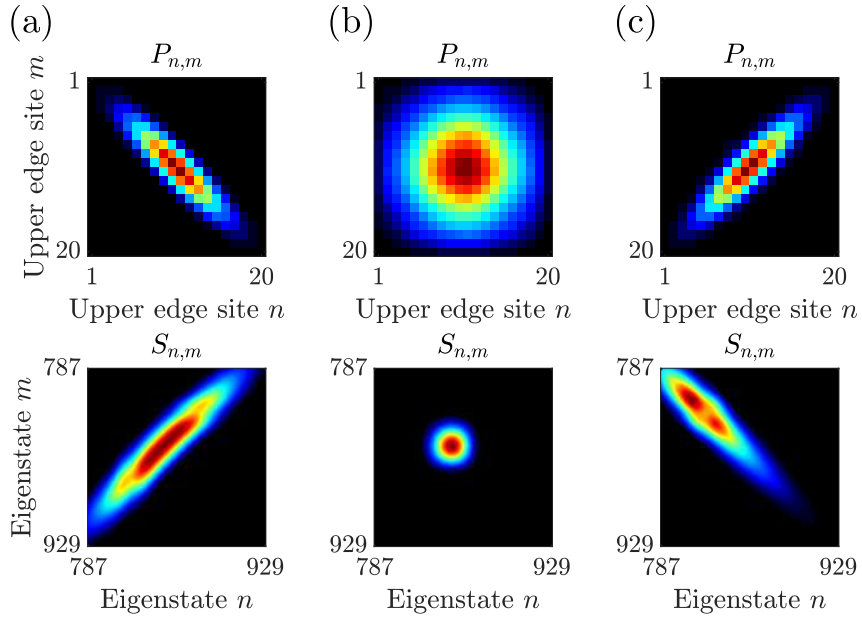 (a) (b) (c)
P_{n,m} P_{n,m} P_{n,m}
Upper edge site m
1 1 1
20 20 20
1 20 1 20 1 20
Upper edge site n Upper edge site n Upper edge site n
S_{n,m} S_{n,m} S_{n,m}
Eigenstate m
787 787 787
929 929 929
787 929 787 929 787 929
Eigenstate n Eigenstate n Eigenstate n